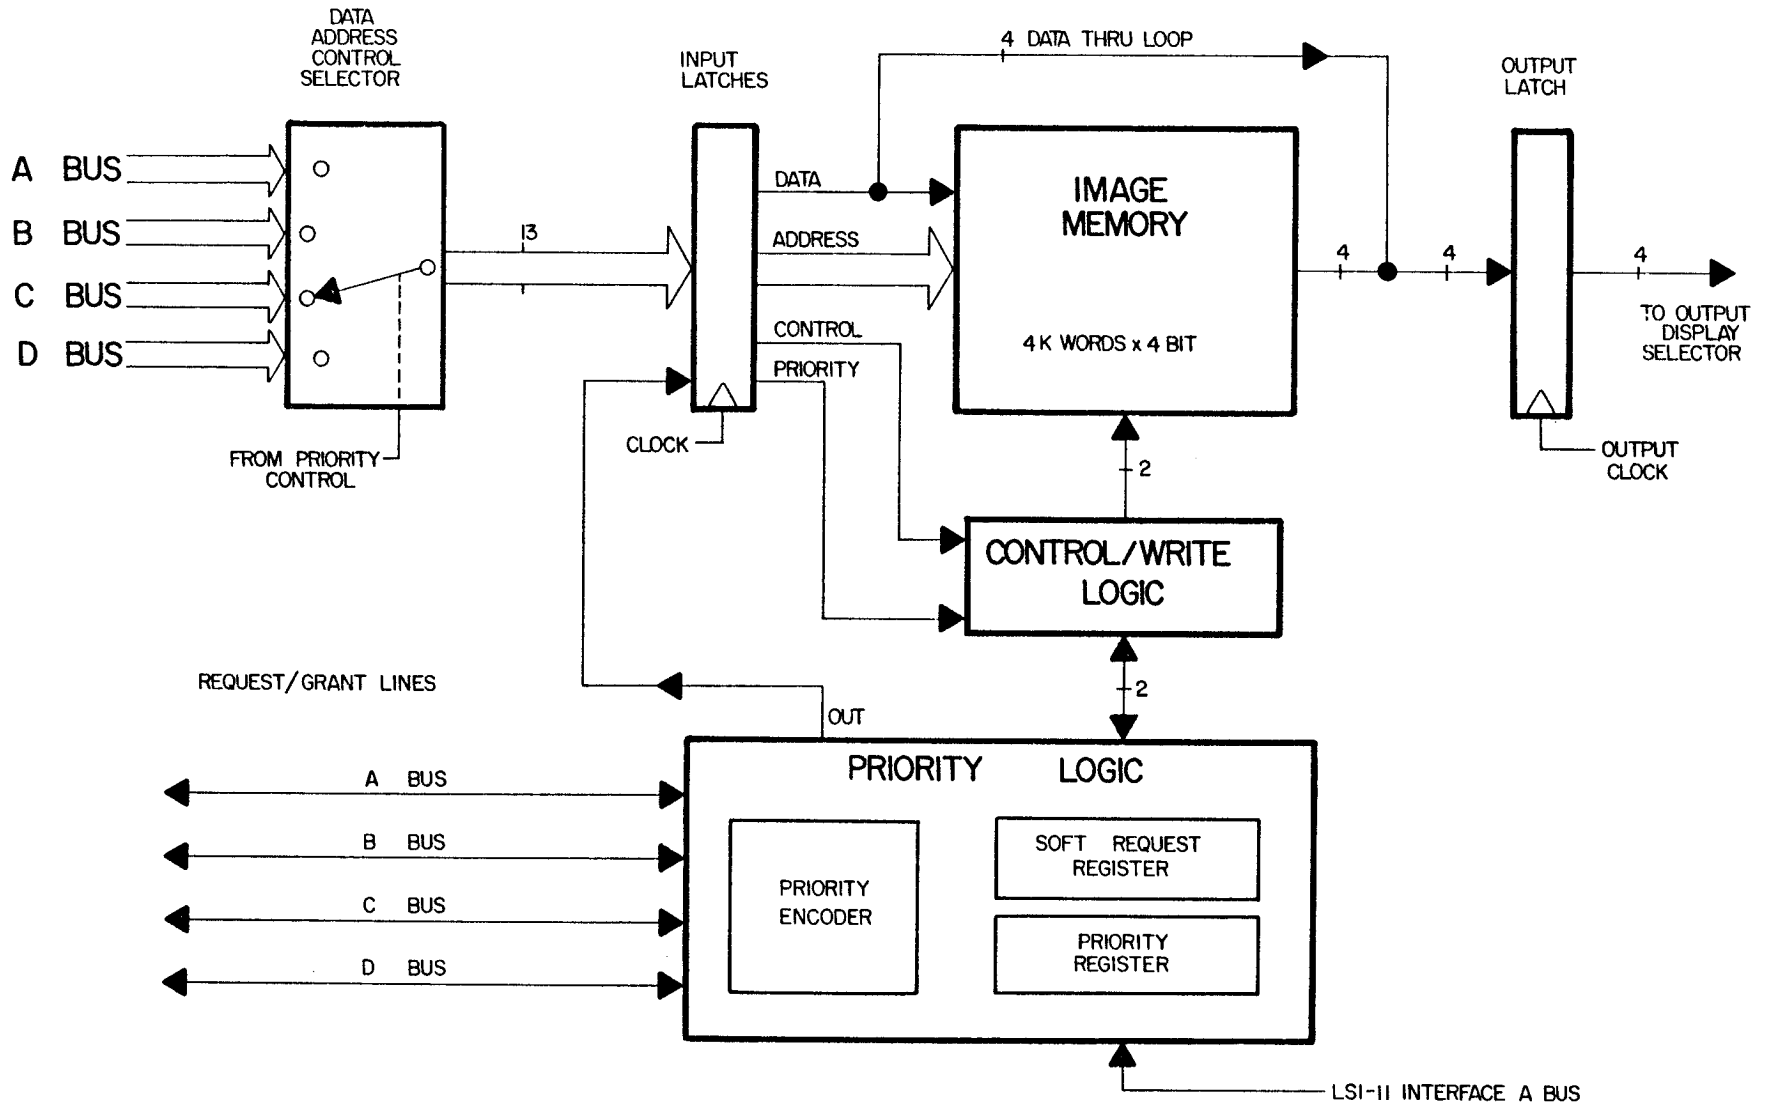 DATA
ADDRESS
CONTROL
SELECTOR
INPUT
LATCHES
4 DATA THRU LOOP
OUTPUT
LATCH
A BUS
B BUS
C BUS
D BUS
13
DATA
ADDRESS
CONTROL
PRIORITY
IMAGE
MEMORY
4K WORDS x 4 BIT
4
4
4
TO OUTPUT
DISPLAY
SELECTOR
FROM PRIORITY
CONTROL
CLOCK
OUTPUT
CLOCK
2
CONTROL/WRITE
LOGIC
2
REQUEST/GRANT LINES
OUT
PRIORITY LOGIC
A BUS
B BUS
C BUS
D BUS
PRIORITY
ENCODER
SOFT REQUEST
REGISTER
PRIORITY
REGISTER
LSI-11 INTERFACE A BUS